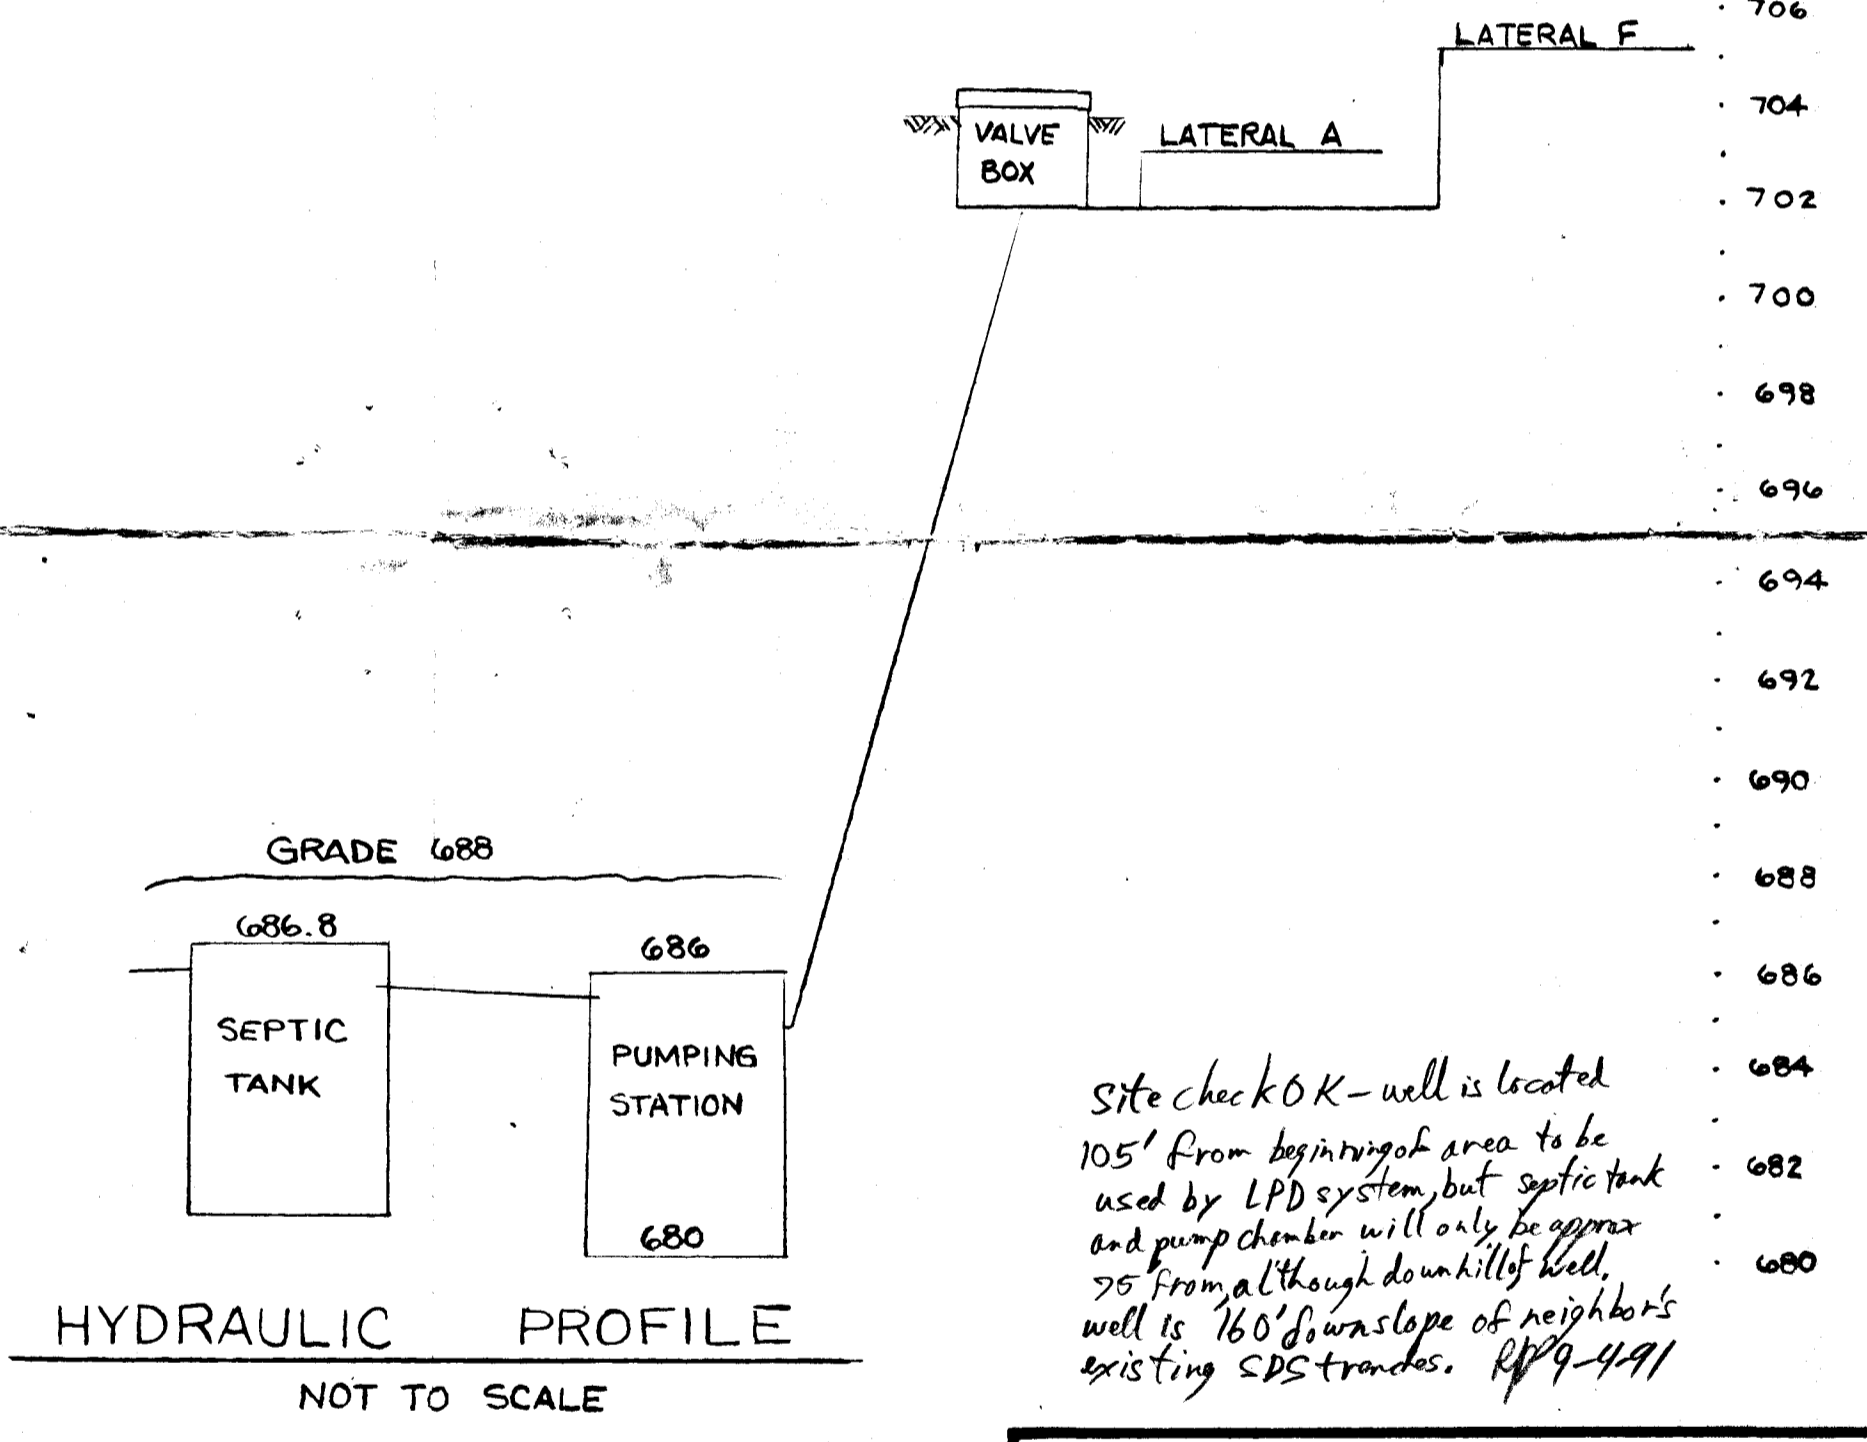 706
LATERAL F
704
VALVE
BOX
LATERAL A
702
700
698
696
694
692
690
GRADE 688
688
686.8
686
686
SEPTIC
TANK
PUMPING
STATION
684
682
680
680
Site check OK - well is located
105' from beginning of area to be
used by LPD system, but septic tank
and pump chamber will only be approx
75' from, although downhill of well.
well is 160' downslope of neighbor's
existing SDS trenches. 9-4-91
HYDRAULIC PROFILE
NOT TO SCALE